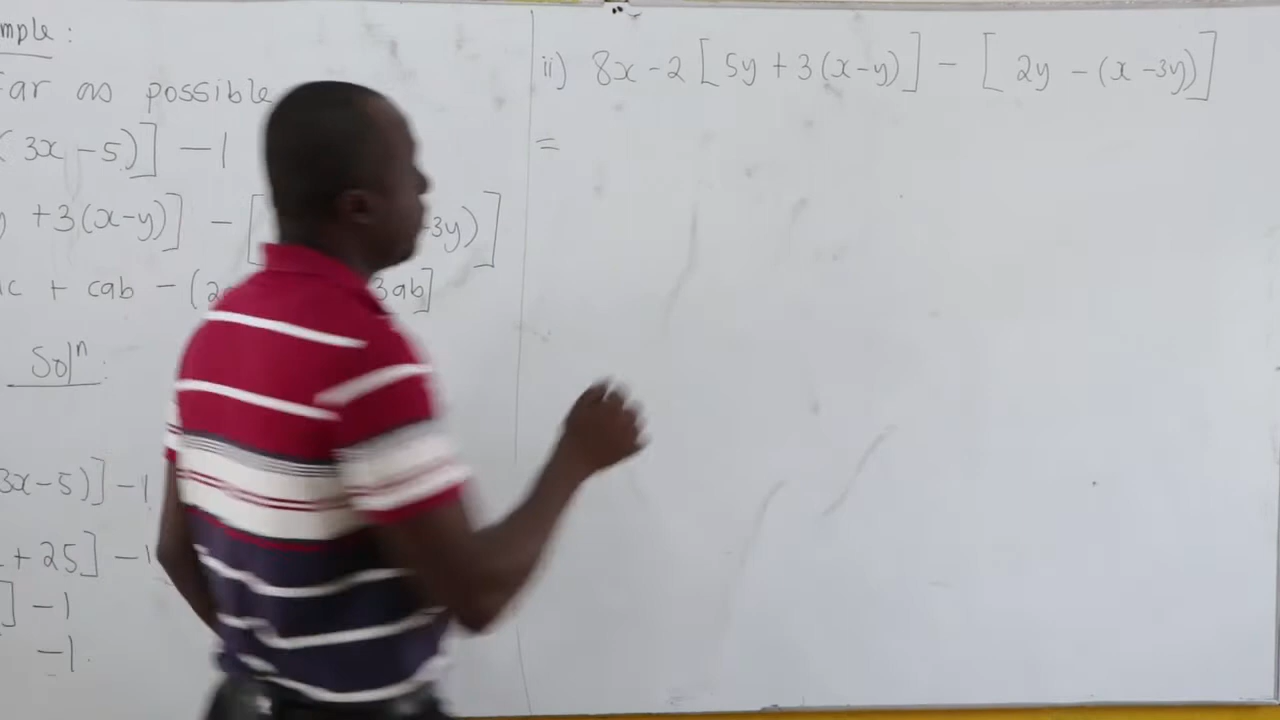 mple:
far as possible
(3x-5)] -1
+3(x-y)] - [ -3y)]
c + cab - (2 3ab]
Solⁿ:
3x-5)] -1
+25] -1
] -1
-1.
ii) 8x - 2 [5y + 3(x-y)] - [2y - (x -3y)]
=